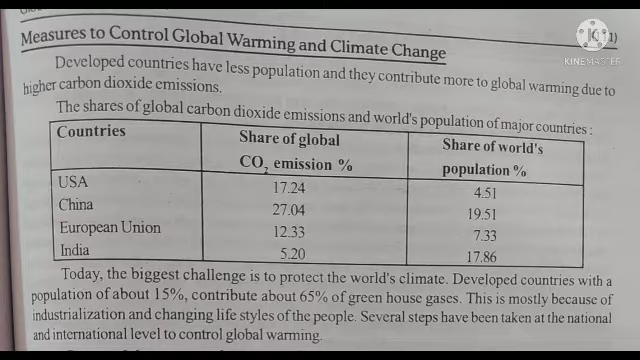 Measures to Control Global Warming and Climate Change
KINEMASTER
Developed countries have less population and they contribute more to global warming due to
higher carbon dioxide emissions.
The shares of global carbon dioxide emissions and world's population of major countries :
Countries Share of global CO₂ emission % Share of world's population %
USA 17.24 4.51
China 27.04 19.51
European Union 12.33 7.33
India 5.20 17.86
Today, the biggest challenge is to protect the world's climate. Developed countries with a
population of about 15%, contribute about 65% of green house gases. This is mostly because of
industrialization and changing life styles of the people. Several steps have been taken at the national
and international level to control global warming.